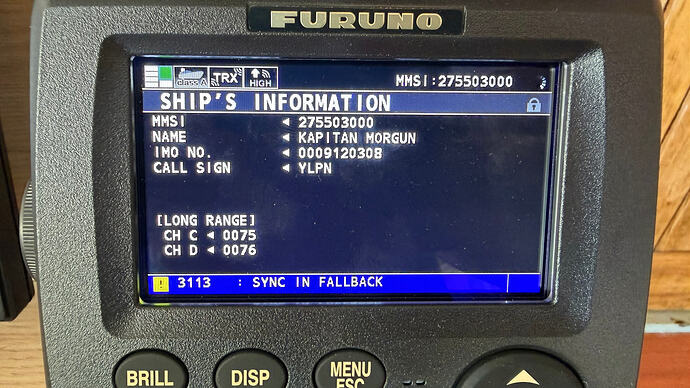 FURUNO
class A TRX HIGH MMSI:275503000
SHIP'S INFORMATION
MMSI ◄ 275503000
NAME ◄ KAPITAN MORGUN
IMO NO. ◄ 0009120308
CALL SIGN ◄ YLPN
[LONG RANGE]
CH C ◄ 0075
CH D ◄ 0076
! 3113 : SYNC IN FALLBACK
BRILL DISP MENU
ESC